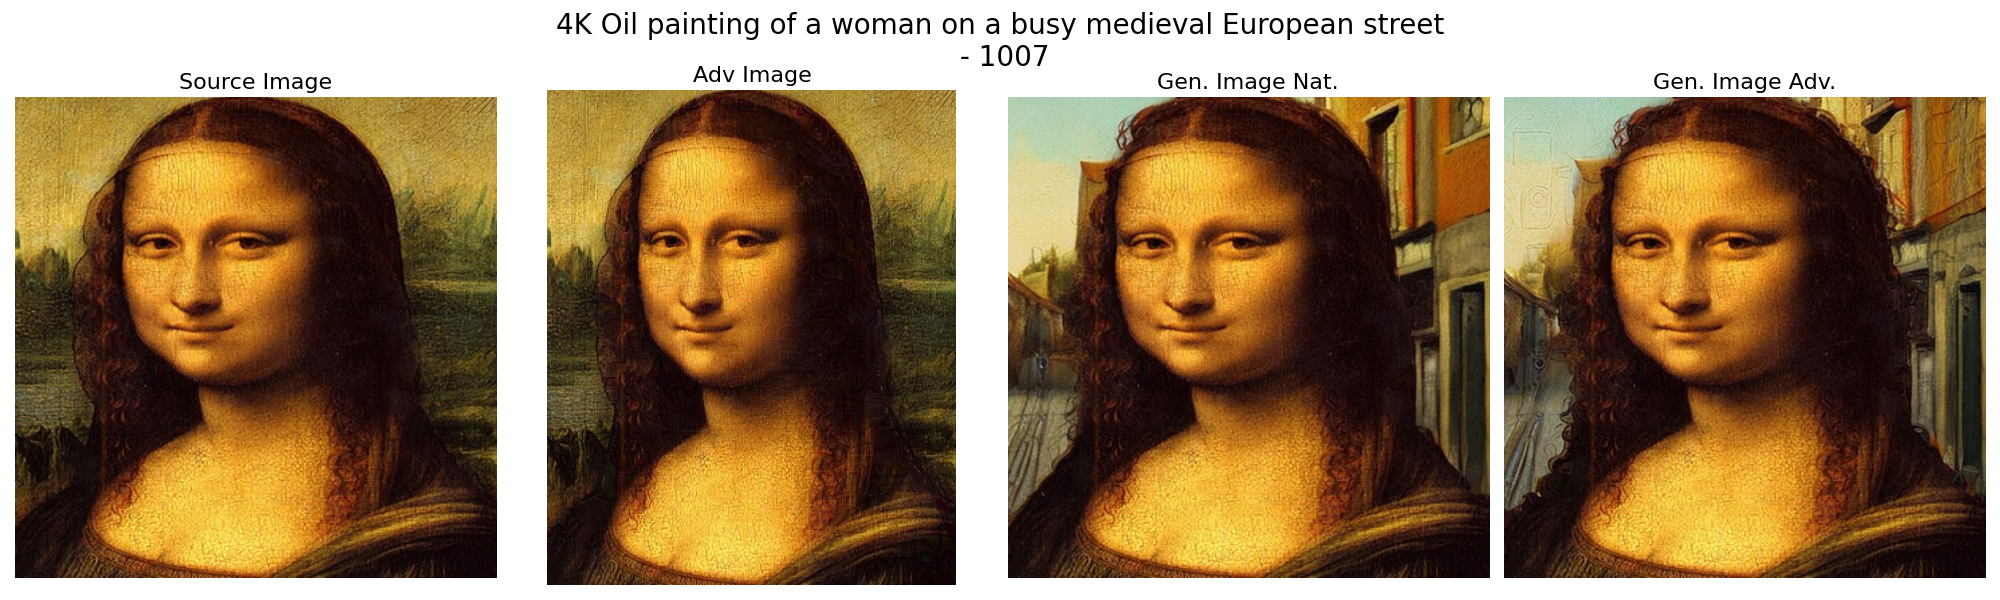 4K Oil painting of a woman on a busy medieval European street
- 1007
Source Image
Adv Image
Gen. Image Nat.
Gen. Image Adv.